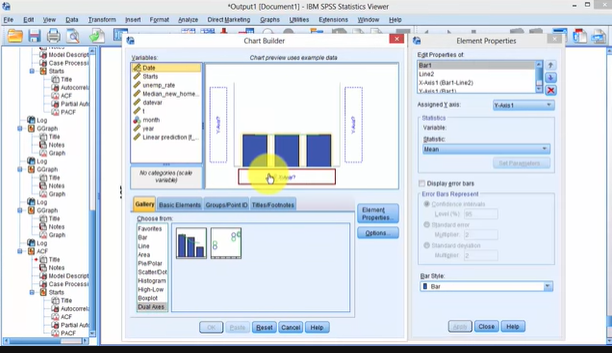 *Output1 [Document1] - IBM SPSS Statistics Viewer
File Edit View Data Transform Insert Format Analyze Direct Marketing Graphs Utilities Extensions Window Help
Model Descrip
Case Processi
Starts
Title
Autocorrela
ACF
Partial Aut
Log
GGraph
Title
Notes
Graph
Log
GGraph
Title
Notes
Graph
Log
GGraph
Title
Notes
Graph
Log
ACF
Title
Notes
Model Descrip
Case Processi
Starts
Title
Autocorrela
ACF
Partial Aut
Log
Chart Builder
Variables:
Chart preview uses example data
Date
Starts
unemp_rate
Median_new_home...
datevar
t
month
year
Linear prediction (t_...
No categories (scale
variable)
Y-Axis1
Y-Axis?
Gallery Basic Elements Groups/Point ID Titles/Footnotes
Choose from:
Favorites
Bar
Line
Area
Pie/Polar
Scatter/Dot
Histogram
High-Low
Boxplot
Dual Axes
Element
Properties...
Options...
OK Paste Reset Cancel Help
Element Properties
Edit Properties of:
Bar1
Line2
X-Axis1 (Bar1-Line2)
Y-Axis1 (Bar1)
Assigned Y axis: Y-Axis1
Statistics
Variable:
Statistic:
Mean
Set Parameters...
Display error bars
Error Bars Represent
Confidence intervals
Level (%): 95
Standard error
Multiplier: 2
Standard deviation
Multiplier: 2
Bar Style:
Bar
Apply Close Help